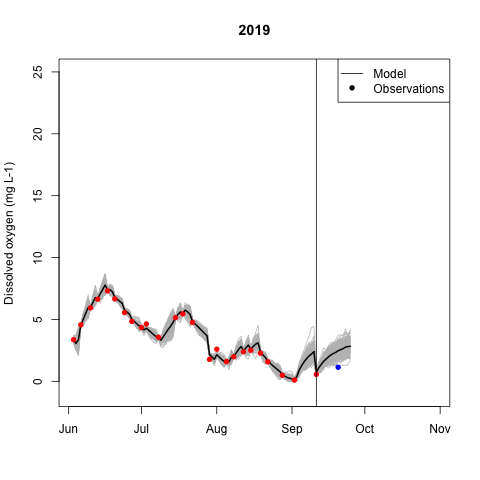 2019
Dissolved oxygen (mg L-1)
25
20
15
10
5
0
Model
Observations
Jun Jul Aug Sep Oct Nov